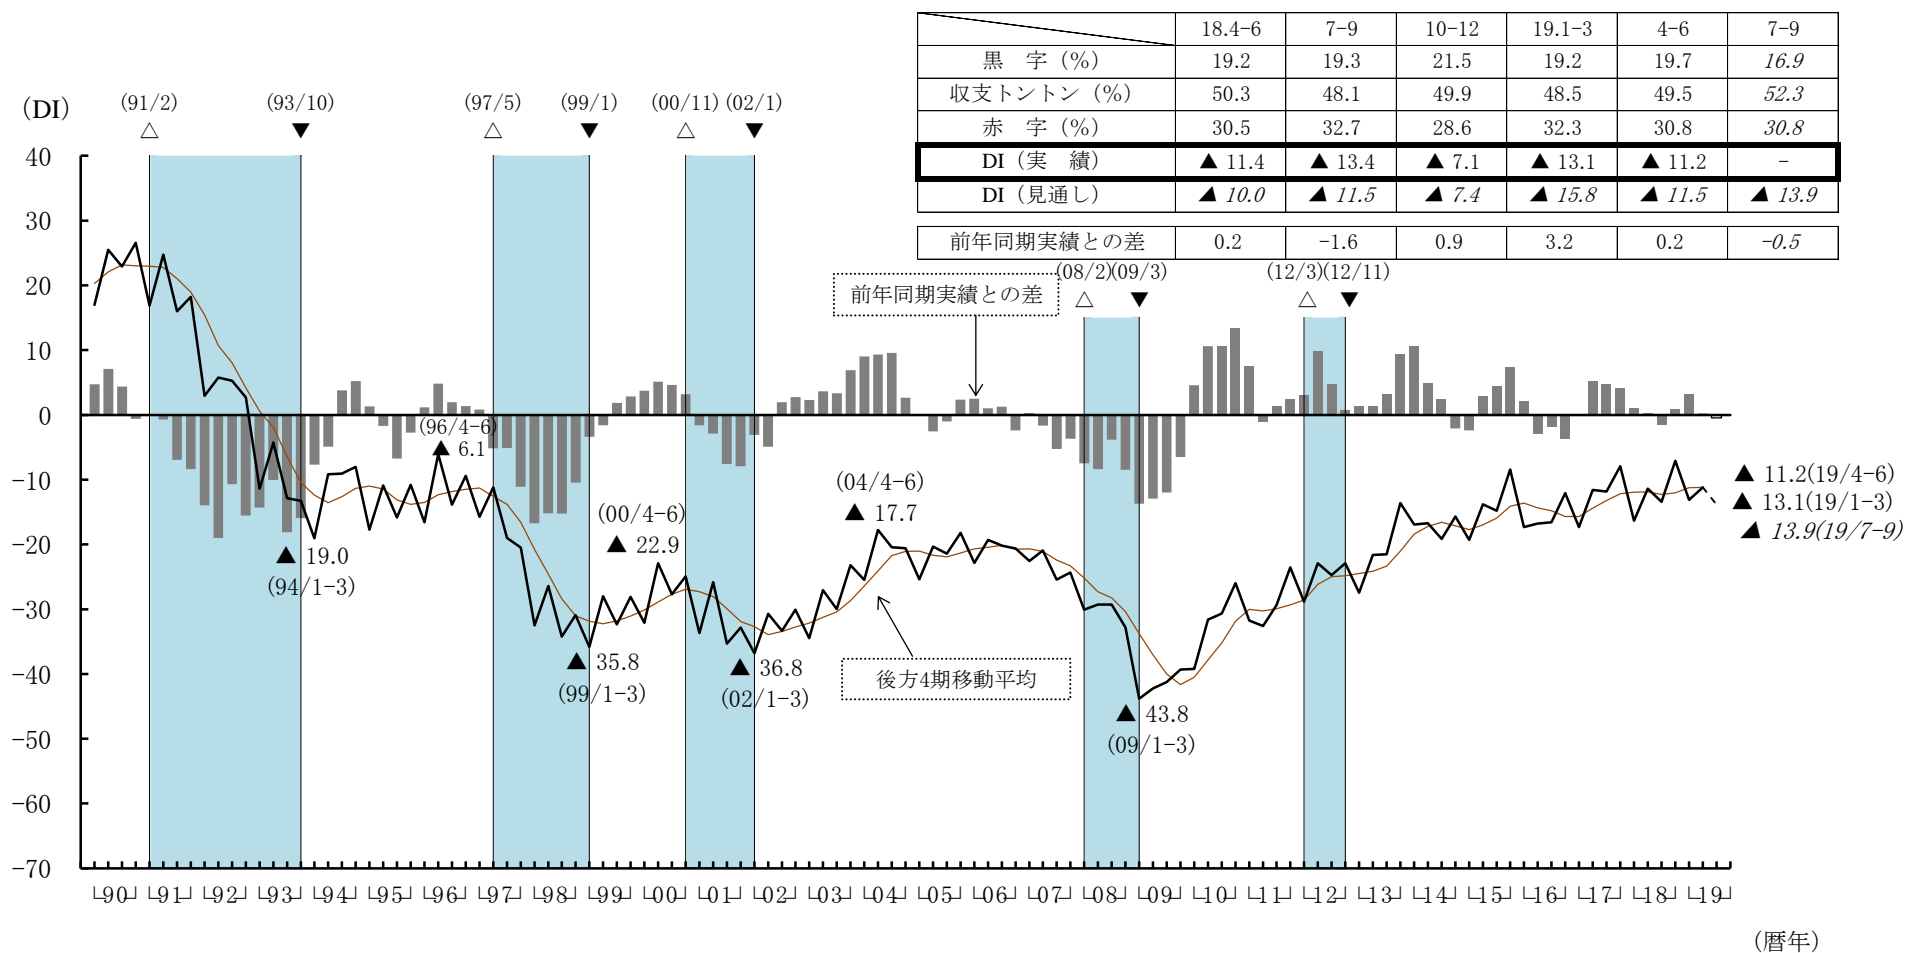 18.4-6 7-9 10-12 19.1-3 4-6 7-9
黒　字（％） 19.2 19.3 21.5 19.2 19.7 16.9
収支トントン（％） 50.3 48.1 49.9 48.5 49.5 52.3
赤　字（％） 30.5 32.7 28.6 32.3 30.8 30.8
DI（実　績） ▲ 11.4 ▲ 13.4 ▲ 7.1 ▲ 13.1 ▲ 11.2 -
DI（見通し） ▲ 10.0 ▲ 11.5 ▲ 7.4 ▲ 15.8 ▲ 11.5 ▲ 13.9
前年同期実績との差 0.2 -1.6 0.9 3.2 0.2 -0.5
（DI）
(91/2) (93/10) (97/5) (99/1) (00/11) (02/1)
△ ▼ △ ▼ △ ▼
(08/2) (09/3) (12/3) (12/11)
△ ▼ △ ▼
前年同期実績との差
40
30
20
10
0
-10
-20
-30
-40
-50
-60
-70
(96/4-6)
▲ 6.1
▲ 19.0
(94/1-3)
(00/4-6)
▲ 22.9
▲ 35.8
(99/1-3)
▲ 36.8
(02/1-3)
(04/4-6)
▲ 17.7
後方4期移動平均
▲ 43.8
(09/1-3)
▲ 11.2(19/4-6)
▲ 13.1(19/1-3)
▲ 13.9(19/7-9)
90 91 92 93 94 95 96 97 98 99 00 01 02 03 04 05 06 07 08 09 10 11 12 13 14 15 16 17 18 19
（暦年）